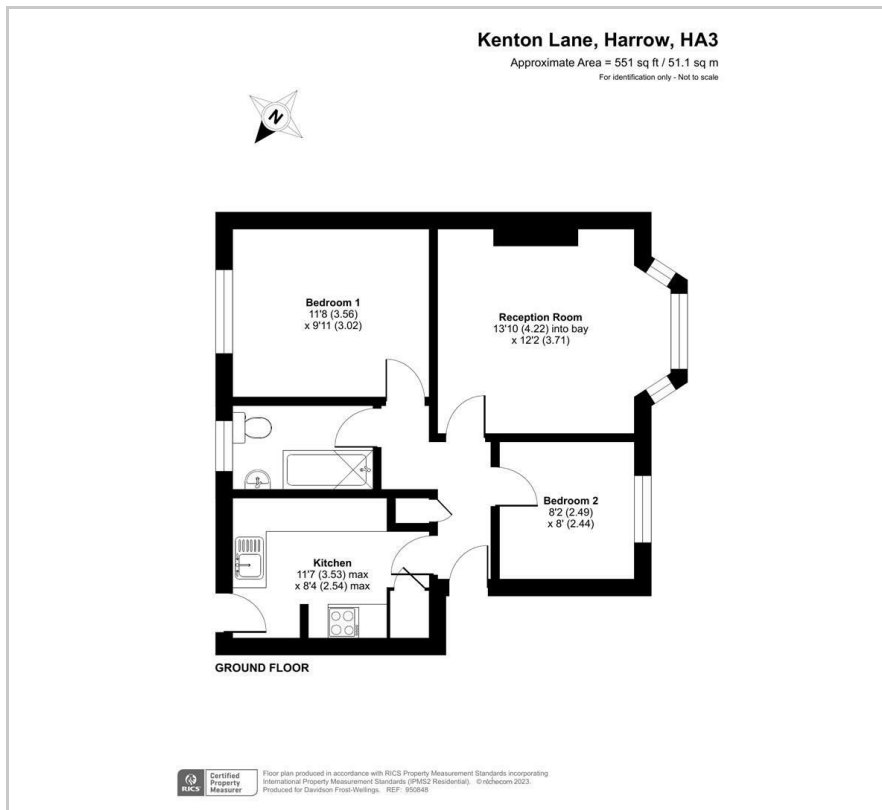 Kenton Lane, Harrow, HA3
Approximate Area = 551 sq ft / 51.1 sq m
For identification only - Not to scale
N
Bedroom 1
11'8 (3.56)
x 9'11 (3.02)
Reception Room
13'10 (4.22) into bay
x 12'2 (3.71)
Bedroom 2
8'2 (2.49)
x 8' (2.44)
Kitchen
11'7 (3.53) max
x 8'4 (2.54) max
GROUND FLOOR
RICS
Certified
Property
Measurer
Floor plan produced in accordance with RICS Property Measurement Standards incorporating
International Property Measurement Standards (IPMS2 Residential). © nichecom 2023.
Produced for Davidson Frost-Wellings. REF: 950848